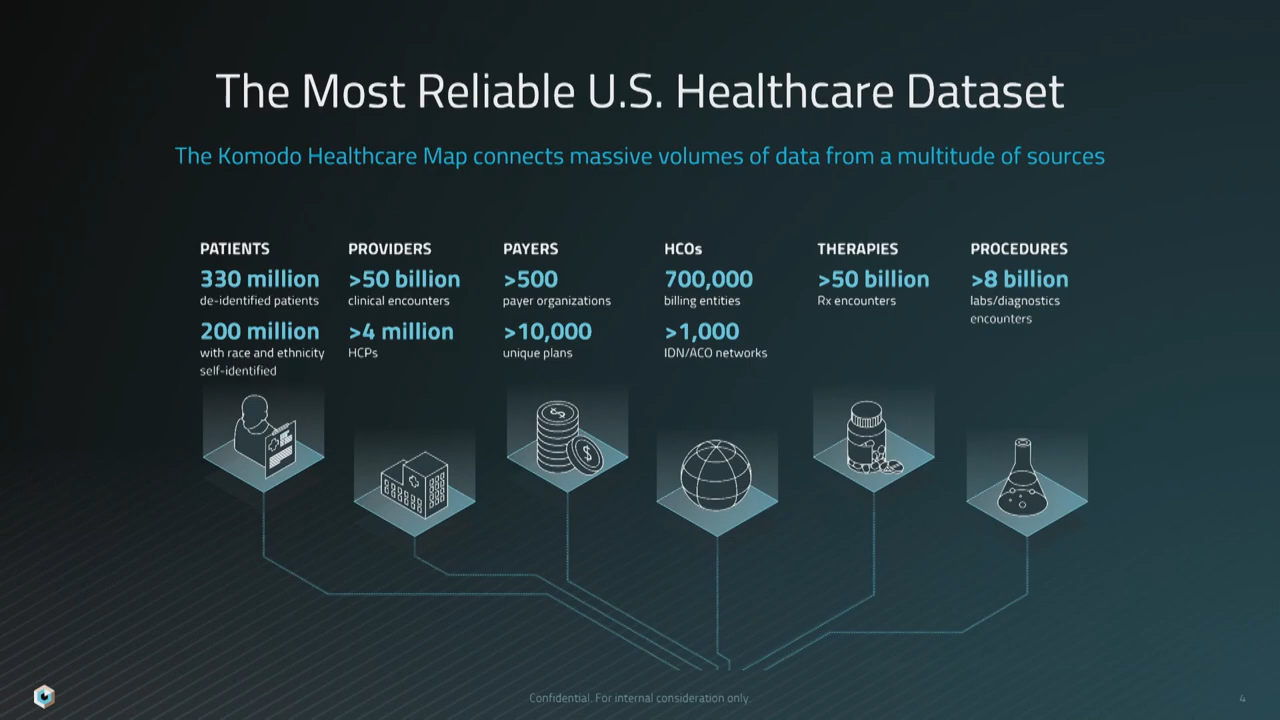 The Most Reliable U.S. Healthcare Dataset
The Komodo Healthcare Map connects massive volumes of data from a multitude of sources
PATIENTS
330 million
de-identified patients
200 million
with race and ethnicity
self-identified
PROVIDERS
>50 billion
clinical encounters
>4 million
HCPs
PAYERS
>500
payer organizations
>10,000
unique plans
HCOs
700,000
billing entities
>1,000
IDN/ACO networks
THERAPIES
>50 billion
Rx encounters
PROCEDURES
>8 billion
labs/diagnostics
encounters
$
$
Confidential. For internal consideration only.
4